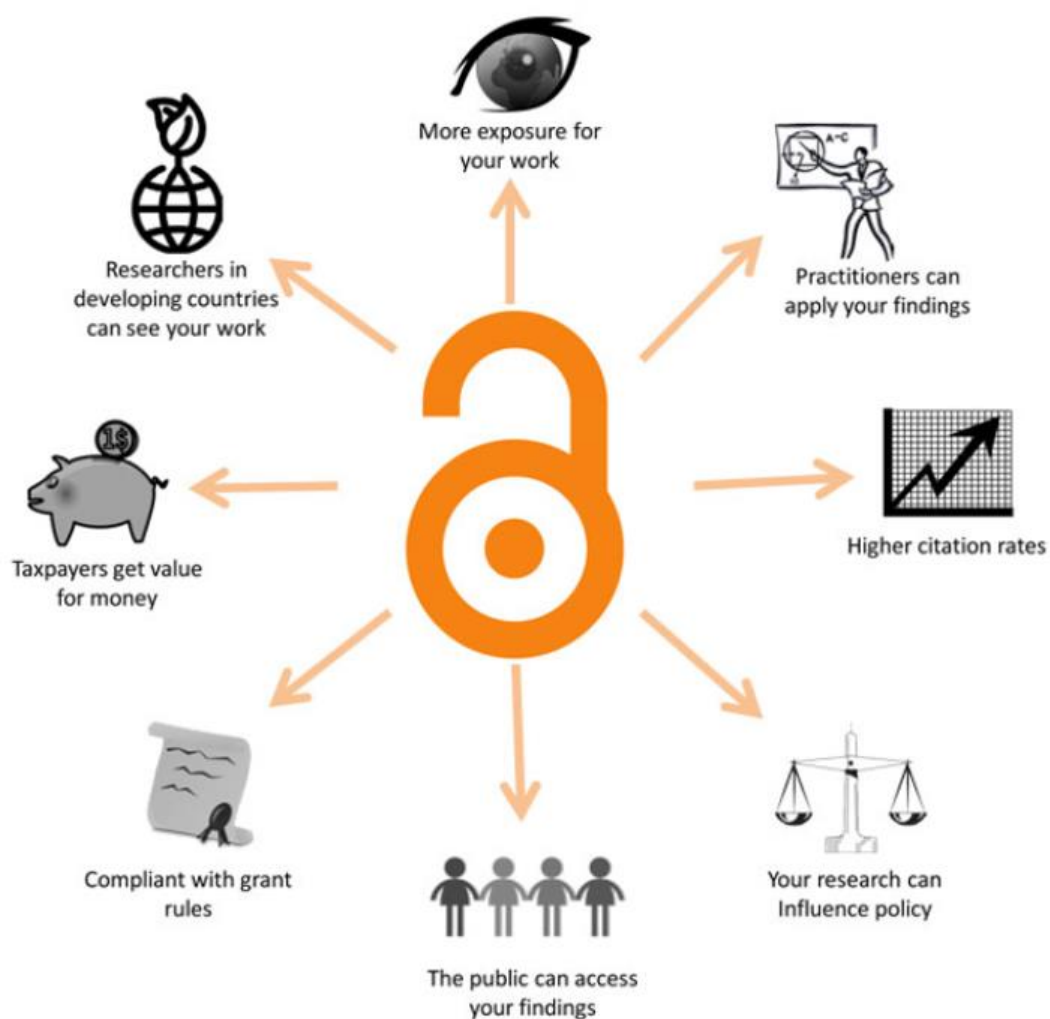 More exposure for
your work
A=C
Practitioners can
apply your findings
Higher citation rates
Your research can
Influence policy
The public can access
your findings
Compliant with grant
rules
1$
Taxpayers get value
for money
Researchers in
developing countries
can see your work